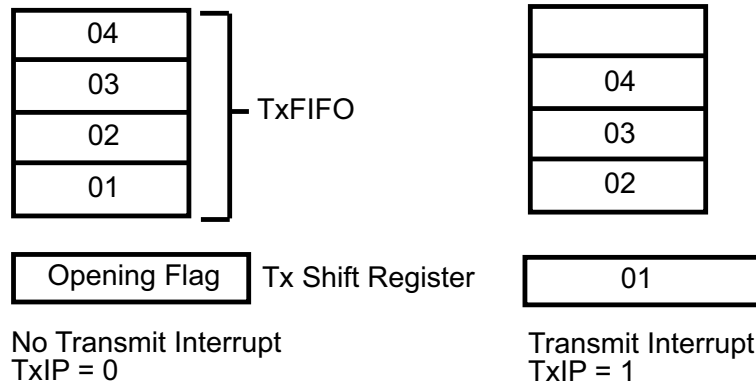 04
03
02
01
TxFIFO
Opening Flag
Tx Shift Register
No Transmit Interrupt
TxIP = 0
04
03
02
01
Transmit Interrupt
TxIP = 1